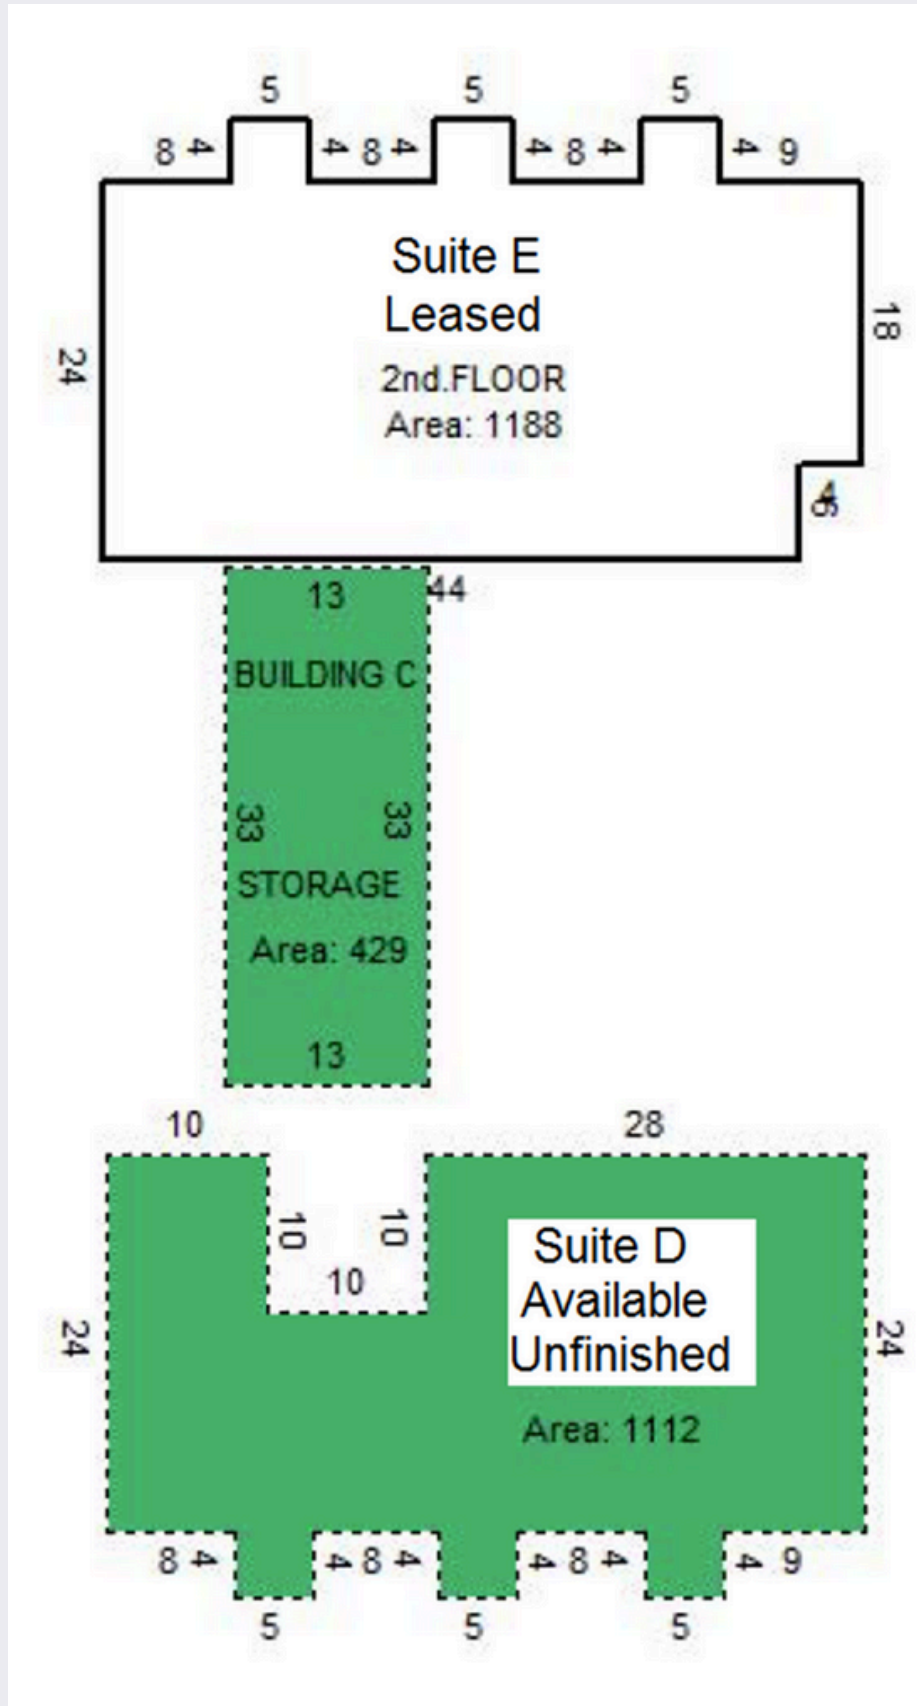 5 5 5
8 4 4 8 4 4 8 4 4 9
Suite E
Leased
18
24
2nd.FLOOR
Area: 1188
4
6
13
44
BUILDING C
33 33
STORAGE
Area: 429
13
10 28
10 10
10
Suite D
Available
Unfinished
24 24
Area: 1112
8 4 4 8 4 4 8 4 4 9
5 5 5